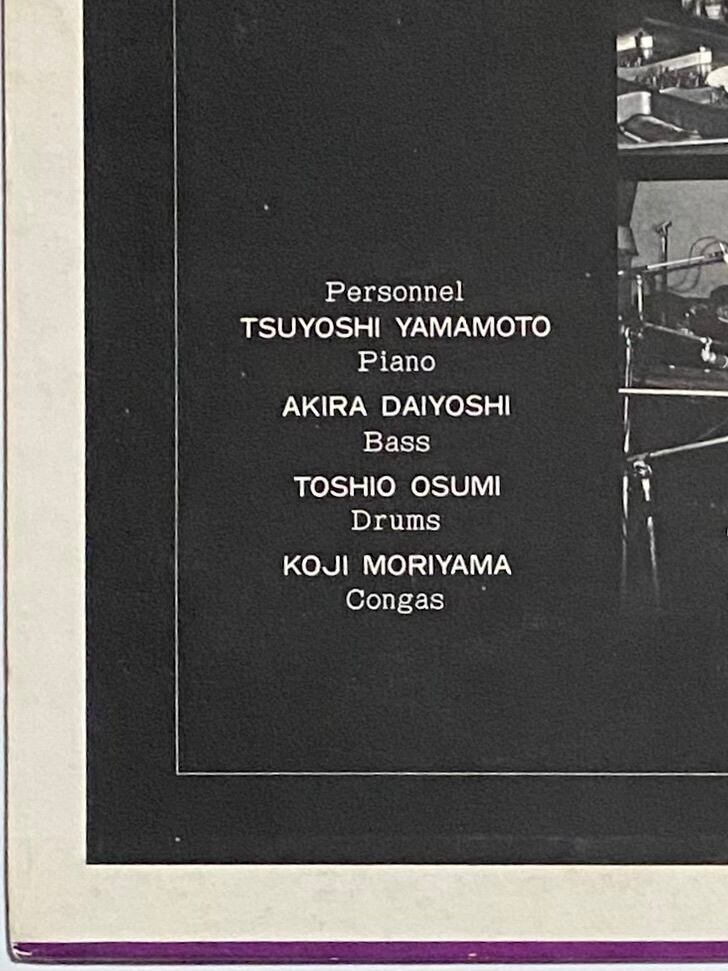 Personnel
TSUYOSHI YAMAMOTO
Piano
AKIRA DAIYOSHI
Bass
TOSHIO OSUMI
Drums
KOJI MORIYAMA
Congas